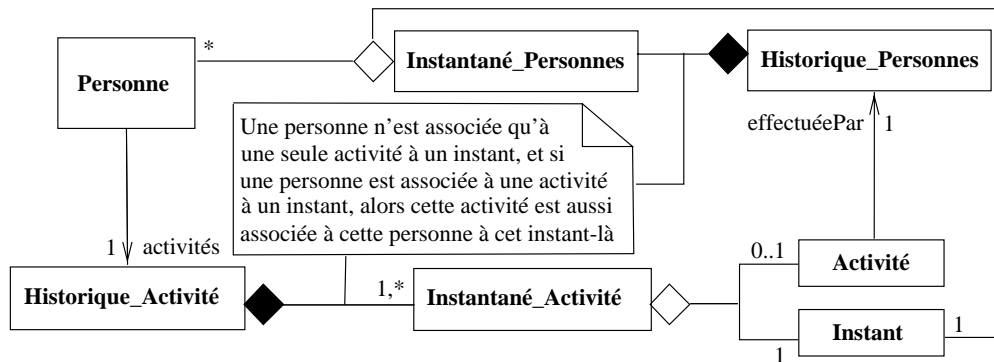 *
Personne
Instantané_Personnes
Historique_Personnes
effectuéePar
1
Une personne n'est associée qu'à
une seule activité à un instant, et si
une personne est associée à une activité
à un instant, alors cette activité est aussi
associée à cette personne à cet instant-là
1 activités
0..1
Activité
Historique_Activité
1,*
Instantané_Activité
Instant
1
1